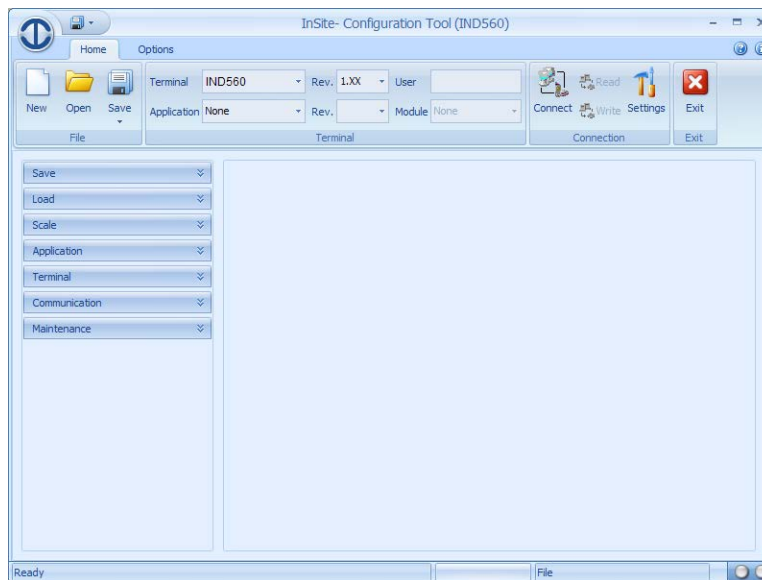 InSite- Configuration Tool (IND560)
Home Options
Terminal IND560 Rev. 1.XX User
New Open Save Connect Read Write Settings Exit
Application None Rev. Module None
File Terminal Connection Exit
Save
Load
Scale
Application
Terminal
Communication
Maintenance
Ready File